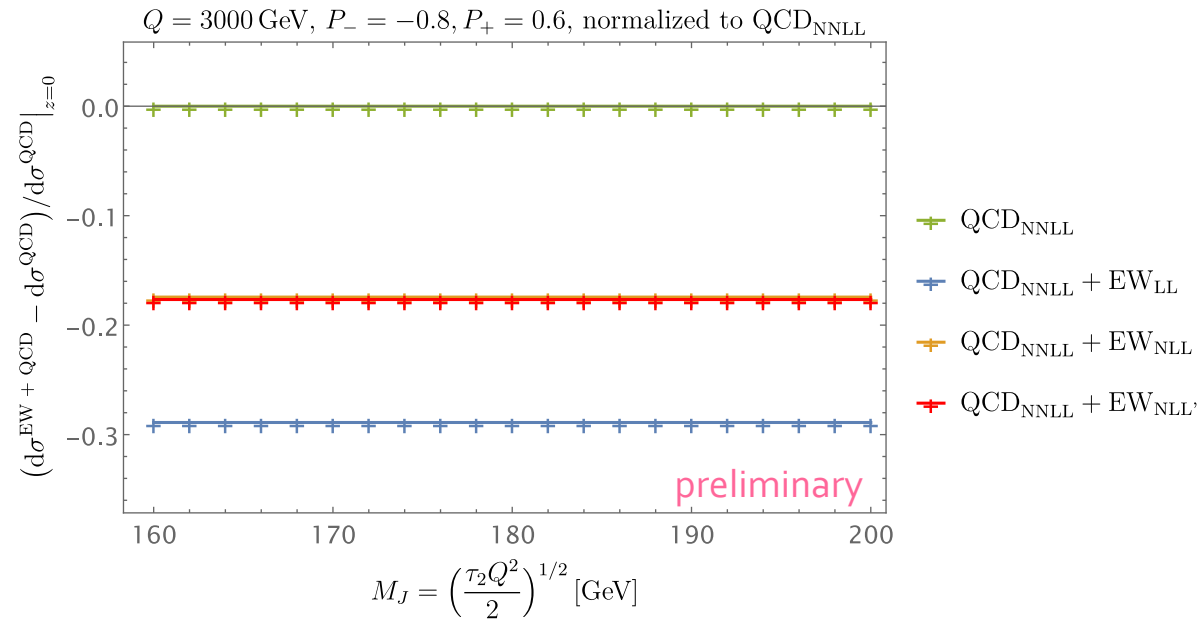 Q = 3000 GeV, P₋ = −0.8, P₊ = 0.6, normalized to QCD_NNLL
(dσ^{EW + QCD} − dσ^{QCD})/dσ^{QCD}|_{z=0}
0.0
−0.1
−0.2
−0.3
QCD_NNLL
QCD_NNLL + EW_LL
QCD_NNLL + EW_NLL
QCD_NNLL + EW_NLL'
preliminary
160 170 180 190 200
M_J = (τ₂Q²/2)^{1/2} [GeV]